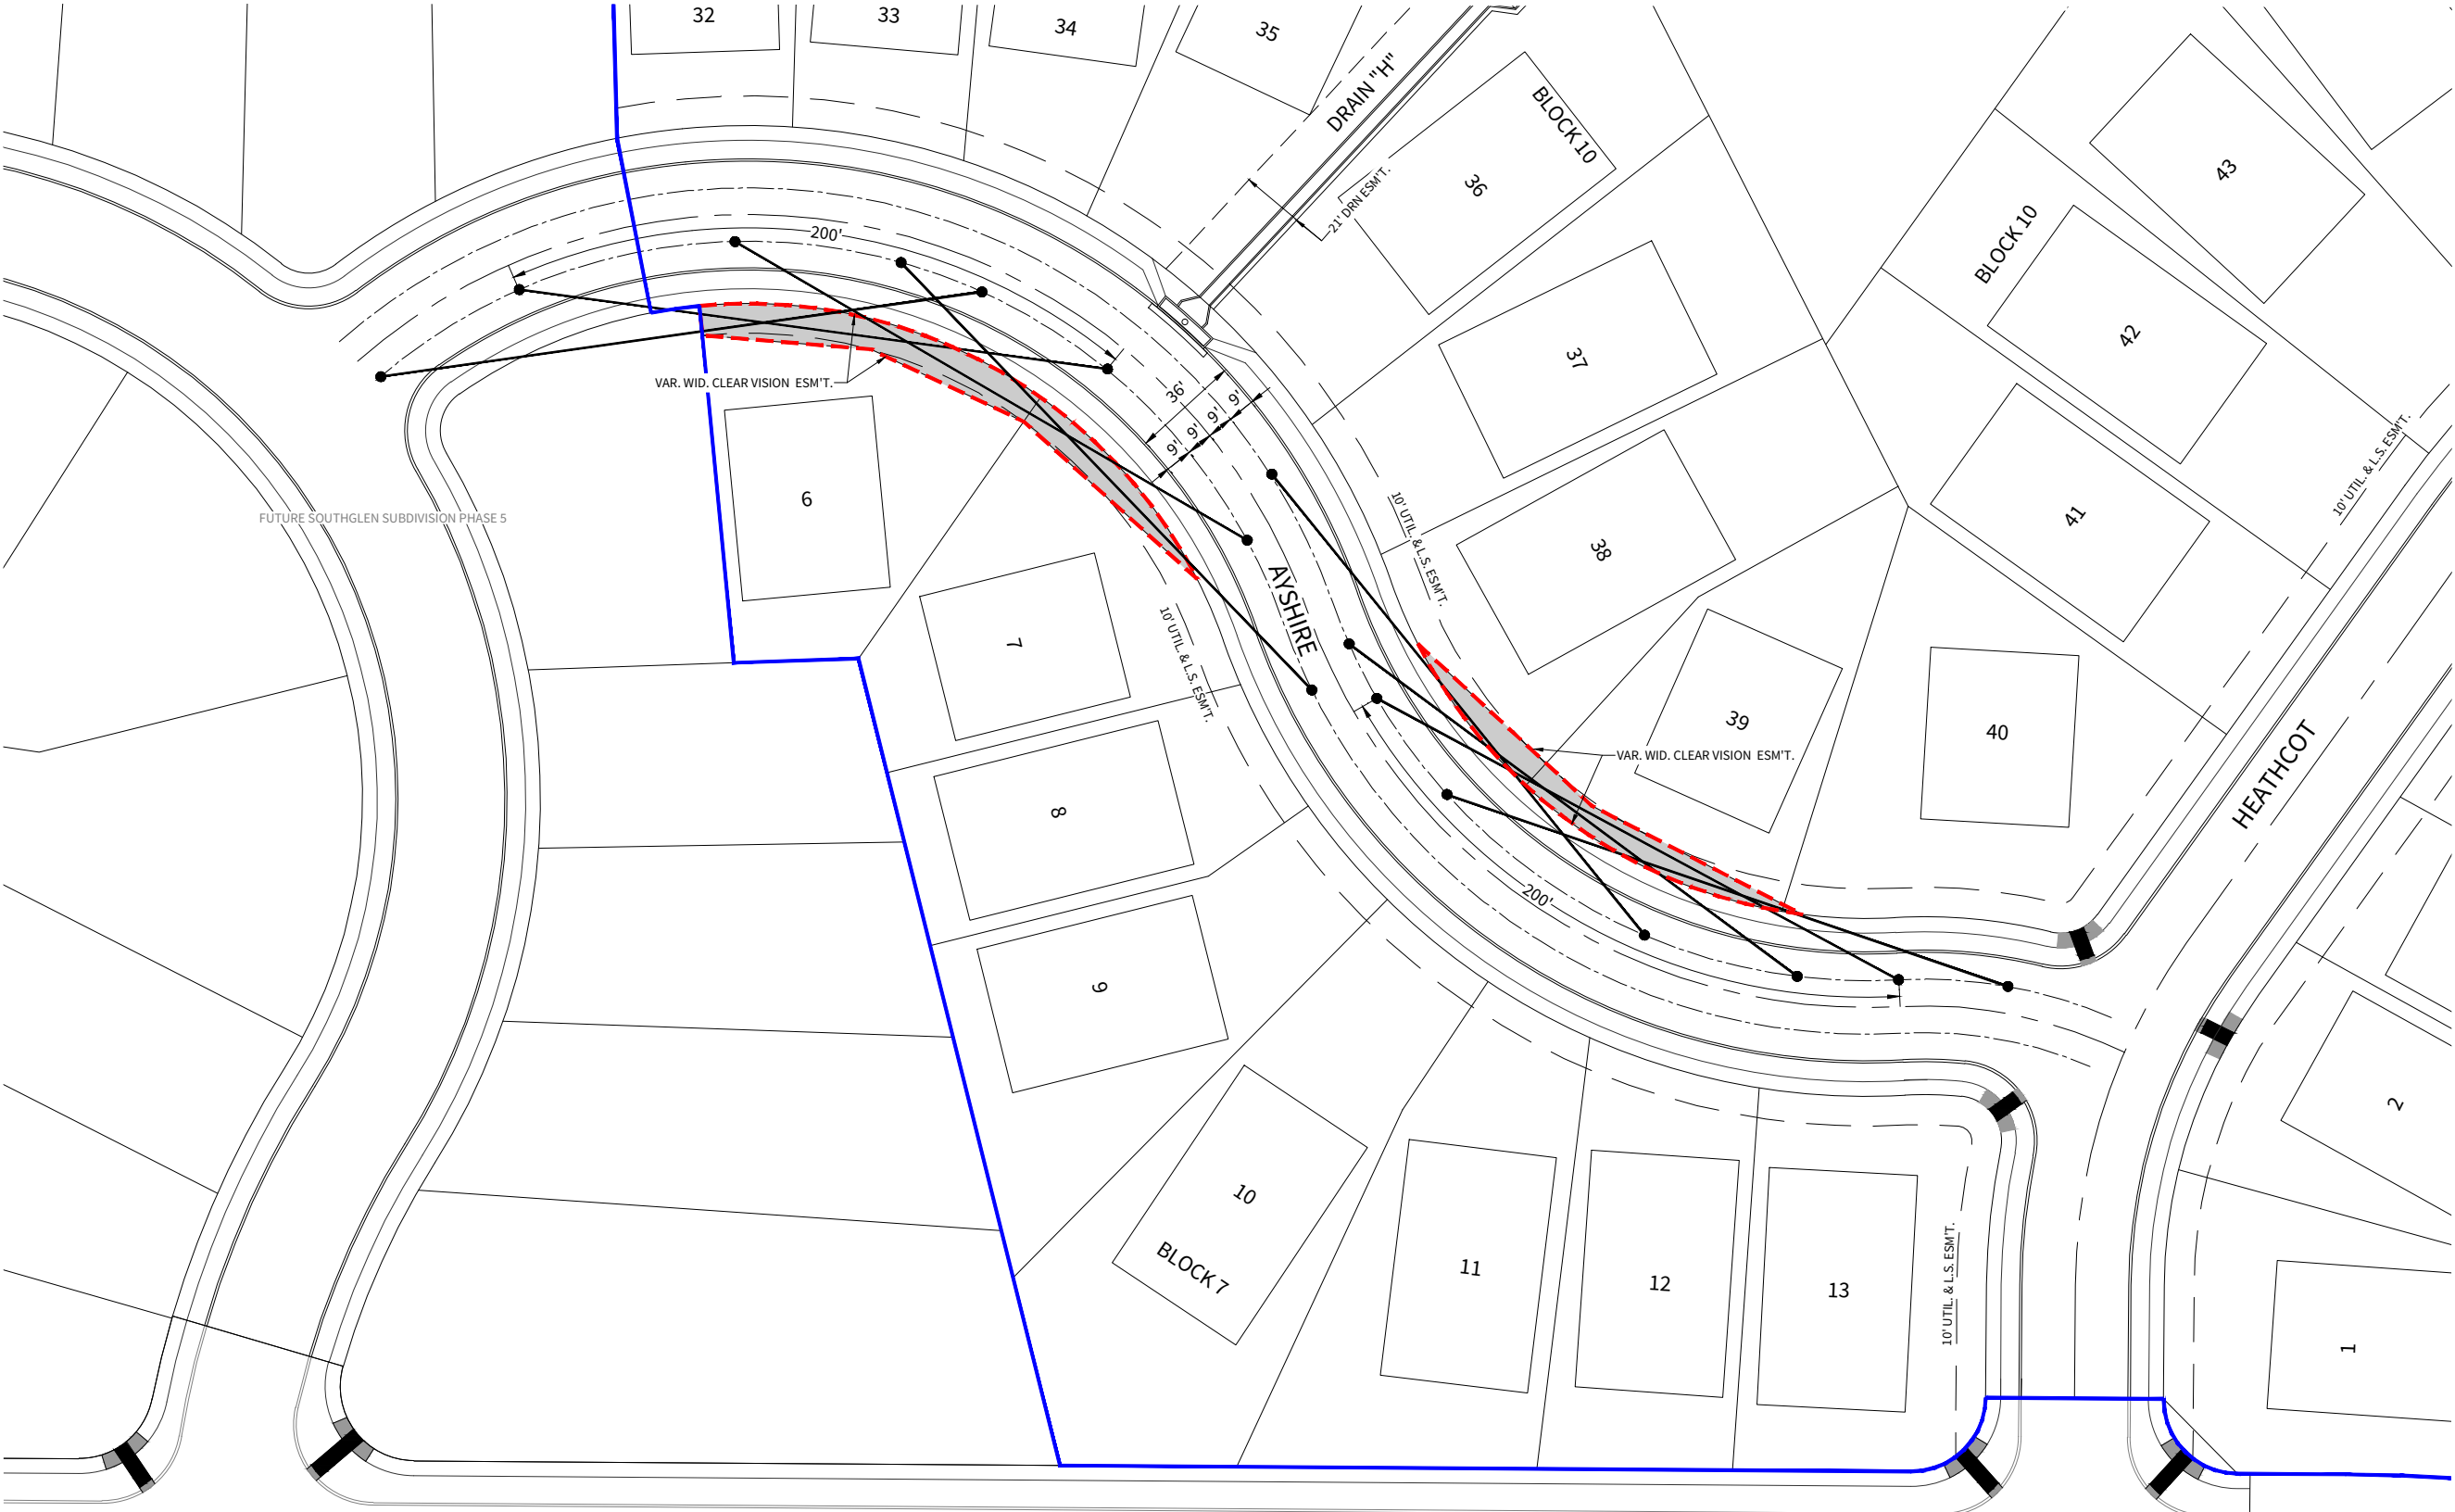 32
33
34
35
DRAIN "H"
BLOCK 10
36
21' DRN ESM'T.
43
BLOCK 10
42
200'
37
VAR. WID. CLEAR VISION ESM'T.
36'
9'
9'
9'
9'
10' UTIL. & L.S. ESM'T.
6
FUTURE SOUTHGLEN SUBDIVISION PHASE 5
10' UTIL. & L.S. ESM'T.
38
41
AYSHIRE
7
10' UTIL. & L.S. ESM'T.
39
40
VAR. WID. CLEAR VISION ESM'T.
HEATHCOT
8
200'
9
2
10
BLOCK 7
11
12
13
10' UTIL. & L.S. ESM'T.
1